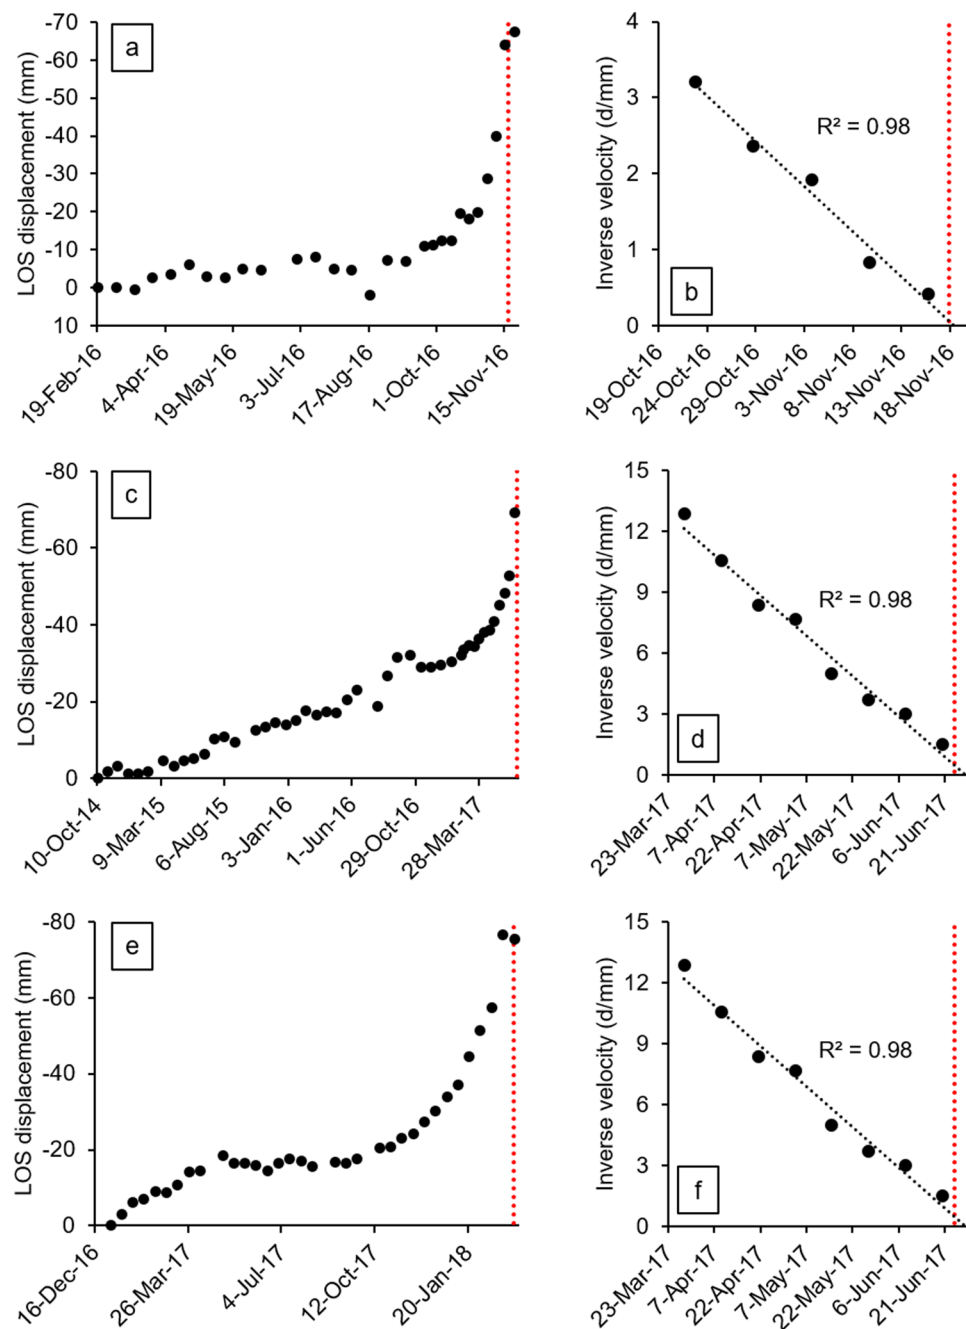 a
LOS displacement (mm)
-70
-60
-50
-40
-30
-20
-10
0
10
19-Feb-16
4-Apr-16
19-May-16
3-Jul-16
17-Aug-16
1-Oct-16
15-Nov-16
b
Inverse velocity (d/mm)
4
3
2
1
0
R² = 0.98
19-Oct-16
24-Oct-16
29-Oct-16
3-Nov-16
8-Nov-16
13-Nov-16
18-Nov-16
c
LOS displacement (mm)
-80
-60
-40
-20
0
10-Oct-14
9-Mar-15
6-Aug-15
3-Jan-16
1-Jun-16
29-Oct-16
28-Mar-17
d
Inverse velocity (d/mm)
15
12
9
6
3
0
R² = 0.98
23-Mar-17
7-Apr-17
22-Apr-17
7-May-17
22-May-17
6-Jun-17
21-Jun-17
e
LOS displacement (mm)
-80
-60
-40
-20
0
16-Dec-16
26-Mar-17
4-Jul-17
12-Oct-17
20-Jan-18
f
Inverse velocity (d/mm)
15
12
9
6
3
0
R² = 0.98
23-Mar-17
7-Apr-17
22-Apr-17
7-May-17
22-May-17
6-Jun-17
21-Jun-17